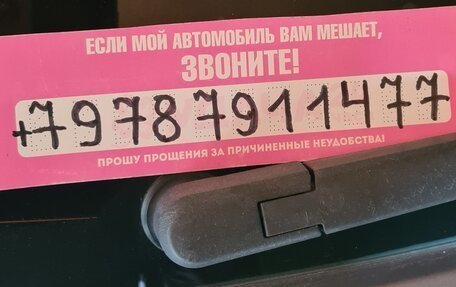 ЕСЛИ МОЙ АВТОМОБИЛЬ ВАМ МЕШАЕТ,
ЗВОНИТЕ!
+79787911477
ПРОШУ ПРОЩЕНИЯ ЗА ПРИЧИНЕННЫЕ НЕУДОБСТВА!